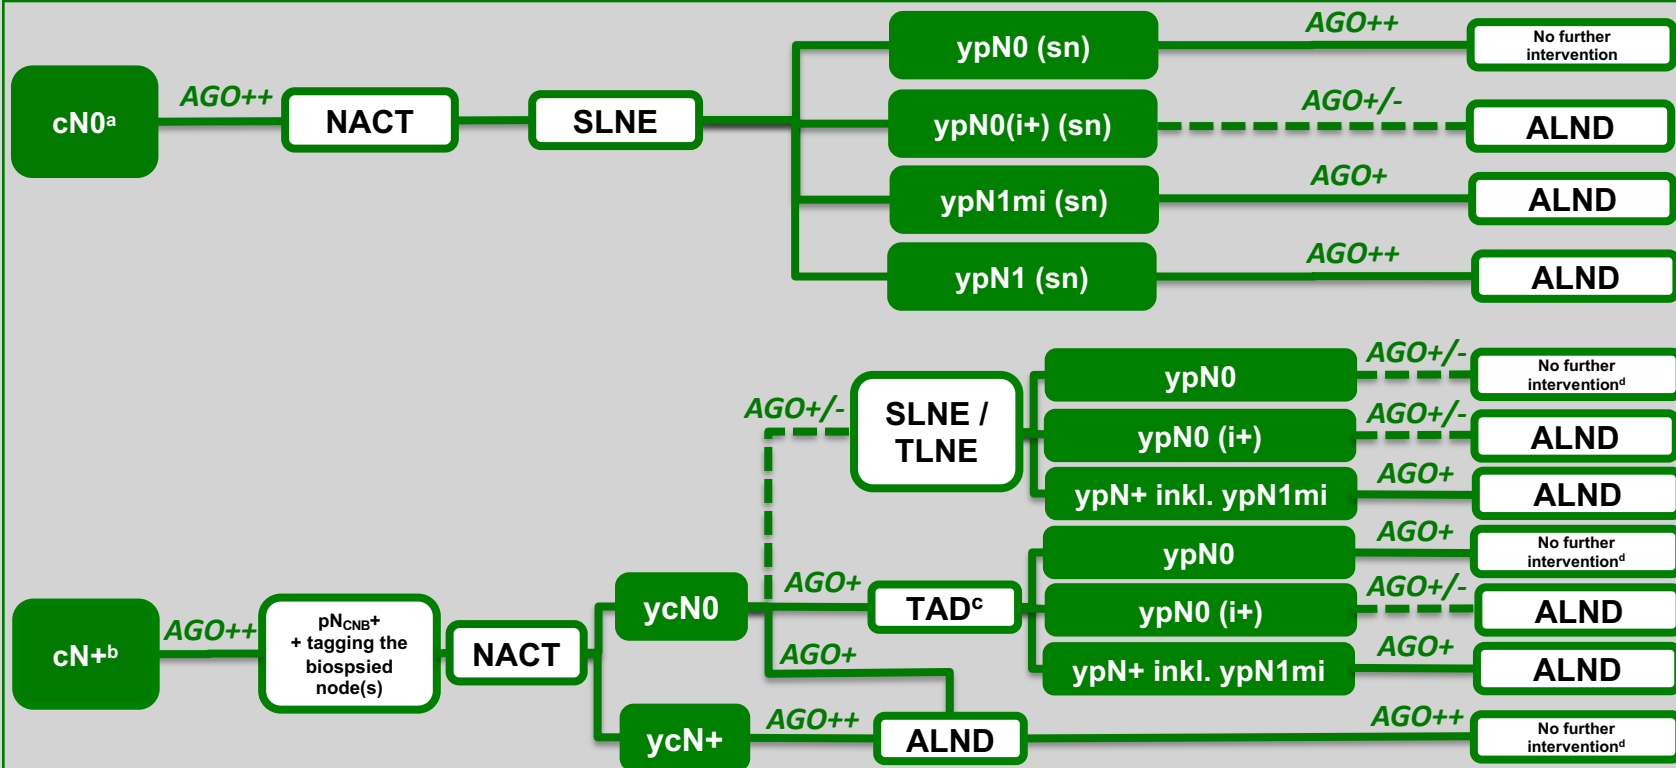 ypN0 (sn)
AGO++
No further
intervention
cN0ᵃ
AGO++
NACT
SLNE
ypN0(i+) (sn)
AGO+/-
ALND
ypN1mi (sn)
AGO+
ALND
ypN1 (sn)
AGO++
ALND
AGO+/-
SLNE /
TLNE
ypN0
AGO+/-
No further
interventionᵈ
ypN0 (i+)
AGO+/-
ALND
ypN+ inkl. ypN1mi
AGO+
ALND
cN+ᵇ
AGO++
pNCNB+
+ tagging the
biospsied
node(s)
NACT
ycN0
AGO+
TADᶜ
ypN0
AGO+
No further
interventionᵈ
ypN0 (i+)
AGO+/-
ALND
ypN+ inkl. ypN1mi
AGO+
ALND
AGO+
ycN+
AGO++
ALND
AGO++
No further
interventionᵈ